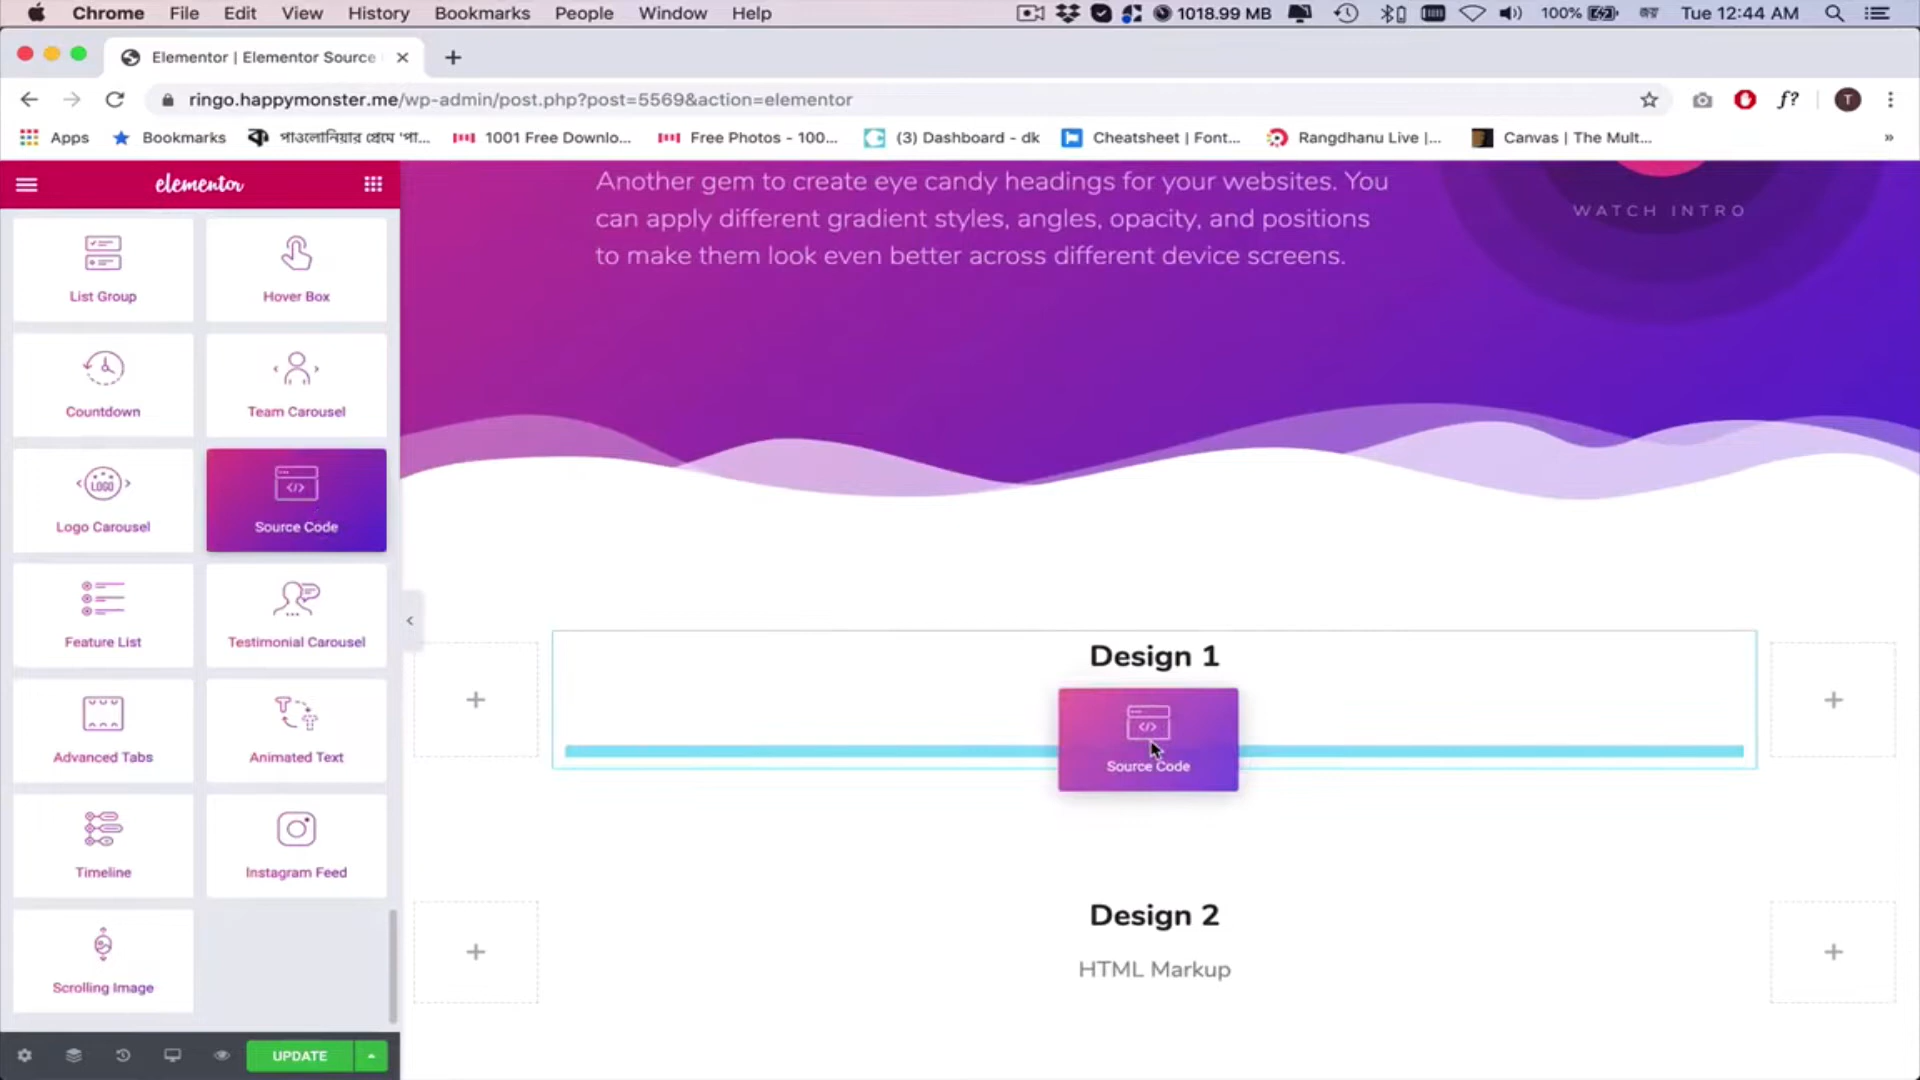 Chrome File Edit View History Bookmarks People Window Help 1018.99 MB 100% Tue 12:44 AM
Elementor | Elementor Source
ringo.happymonster.me/wp-admin/post.php?post=5569&action=elementor f?  T
Apps Bookmarks পাওলোনিয়ার প্রেমে 'পা... 1001 Free Downlo... Free Photos - 100... (3) Dashboard - dk Cheatsheet | Font... Rangdhanu Live |... Canvas | The Mult... »
elementor
List Group Hover Box
Countdown Team Carousel
LOGO
Logo Carousel Source Code
Feature List Testimonial Carousel
Advanced Tabs Animated Text
Timeline Instagram Feed
Scrolling Image
UPDATE
Another gem to create eye candy headings for your websites. You
can apply different gradient styles, angles, opacity, and positions
to make them look even better across different device screens.
WATCH INTRO
Design 1
Source Code
Design 2
HTML Markup